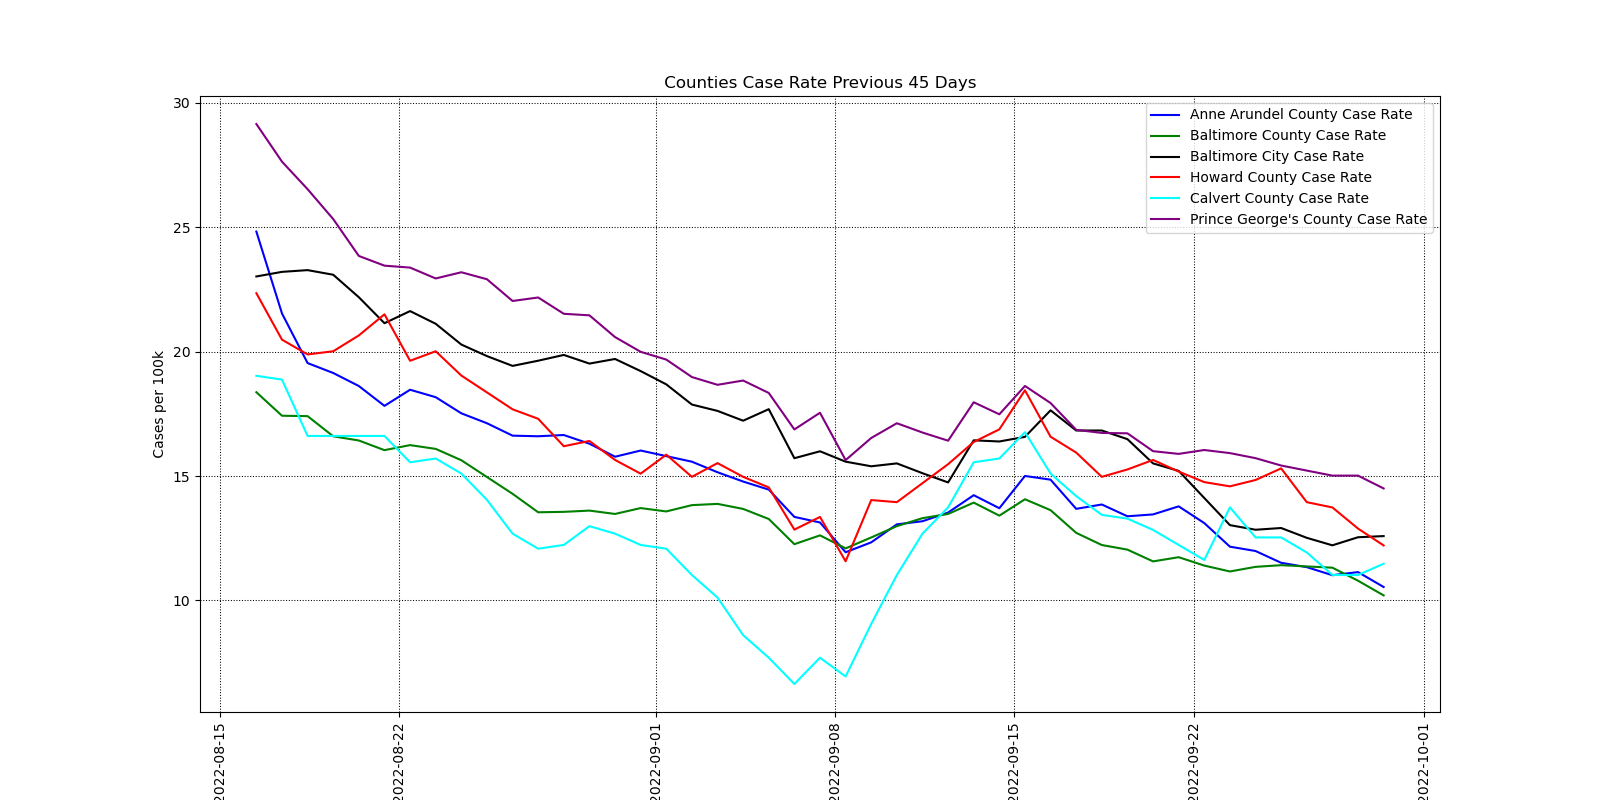 Counties Case Rate Previous 45 Days
30
25
20
15
10
Cases per 100k
Anne Arundel County Case Rate
Baltimore County Case Rate
Baltimore City Case Rate
Howard County Case Rate
Calvert County Case Rate
Prince George's County Case Rate
2022-08-15
2022-08-22
2022-09-01
2022-09-08
2022-09-15
2022-09-22
2022-10-01